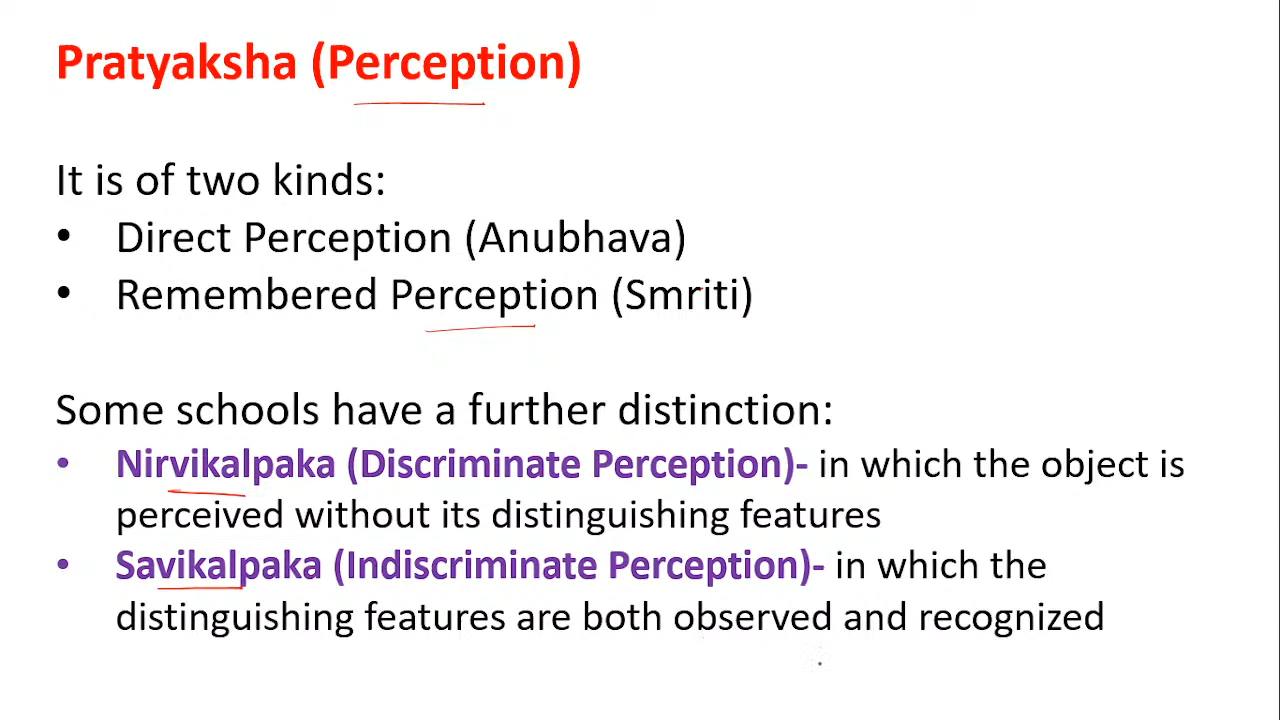 Pratyaksha (Perception)
It is of two kinds:
• Direct Perception (Anubhava)
• Remembered Perception (Smriti)
Some schools have a further distinction:
• Nirvikalpaka (Discriminate Perception)- in which the object is
perceived without its distinguishing features
• Savikalpaka (Indiscriminate Perception)- in which the
distinguishing features are both observed and recognized